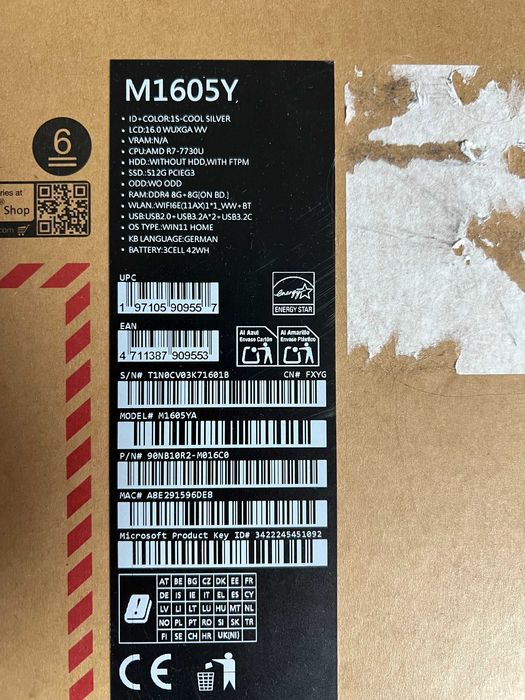 M1605Y
• ID+COLOR:1S-COOL SILVER
• LCD:16.0 WUXGA WV
• VRAM:N/A
• CPU:AMD R7-7730U
• HDD:WITHOUT HDD,WITH FTPM
• SSD:512G PCIEG3
• ODD:WO ODD
• RAM:DDR4 8G+8G[ON BD.]
• WLAN:WIFI6E(11AX)1*1_WW+BT
• USB:USB2.0+USB3.2A*2+USB3.2C
• OS TYPE:WIN11 HOME
• KB LANGUAGE:GERMAN
• BATTERY:3CELL 42WH
6
ries at
® Shop
.com
UPC
1 97105 90955 7
energy
ENERGY STAR
EAN
4 711387 909553
Al Azul
Envase Cartón
Al Amarillo
Envase Plástico
S/N# T1N0CV03K71601B CN# FXYG
MODEL# M1605YA
P/N# 90NB10R2-M016C0
MAC# A8E291596DE8
Microsoft Product Key ID# 3422245451092
AT BE BG CZ DK EE FR
DE IS IE IT EL ES CY
LV LI LT LU HU MT NL
NO PL PT RO SI SK TR
FI SE CH HR UK(NI)
CE